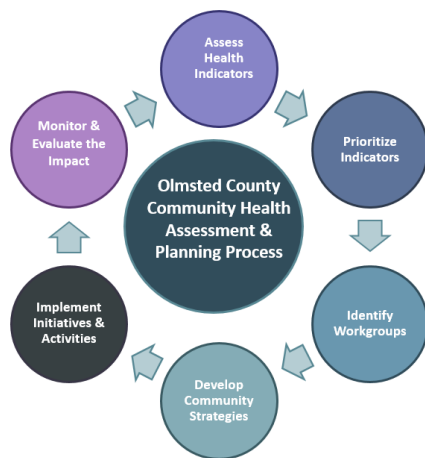 Assess
Health
Indicators
Prioritize
Indicators
Identify
Workgroups
Develop
Community
Strategies
Implement
Initiatives &
Activities
Monitor &
Evaluate the
Impact
Olmsted County
Community Health
Assessment &
Planning Process